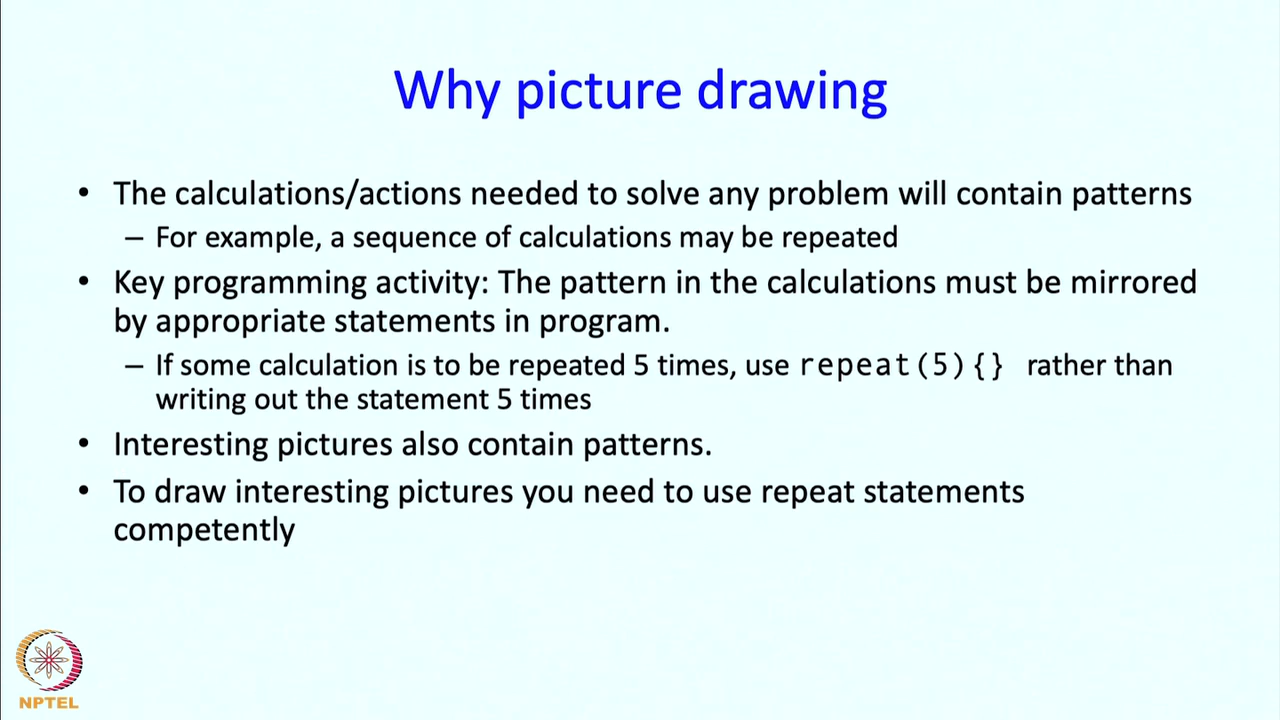 Why picture drawing
• The calculations/actions needed to solve any problem will contain patterns
– For example, a sequence of calculations may be repeated
• Key programming activity: The pattern in the calculations must be mirrored
by appropriate statements in program.
– If some calculation is to be repeated 5 times, use repeat(5){} rather than
writing out the statement 5 times
• Interesting pictures also contain patterns.
• To draw interesting pictures you need to use repeat statements
competently
NPTEL